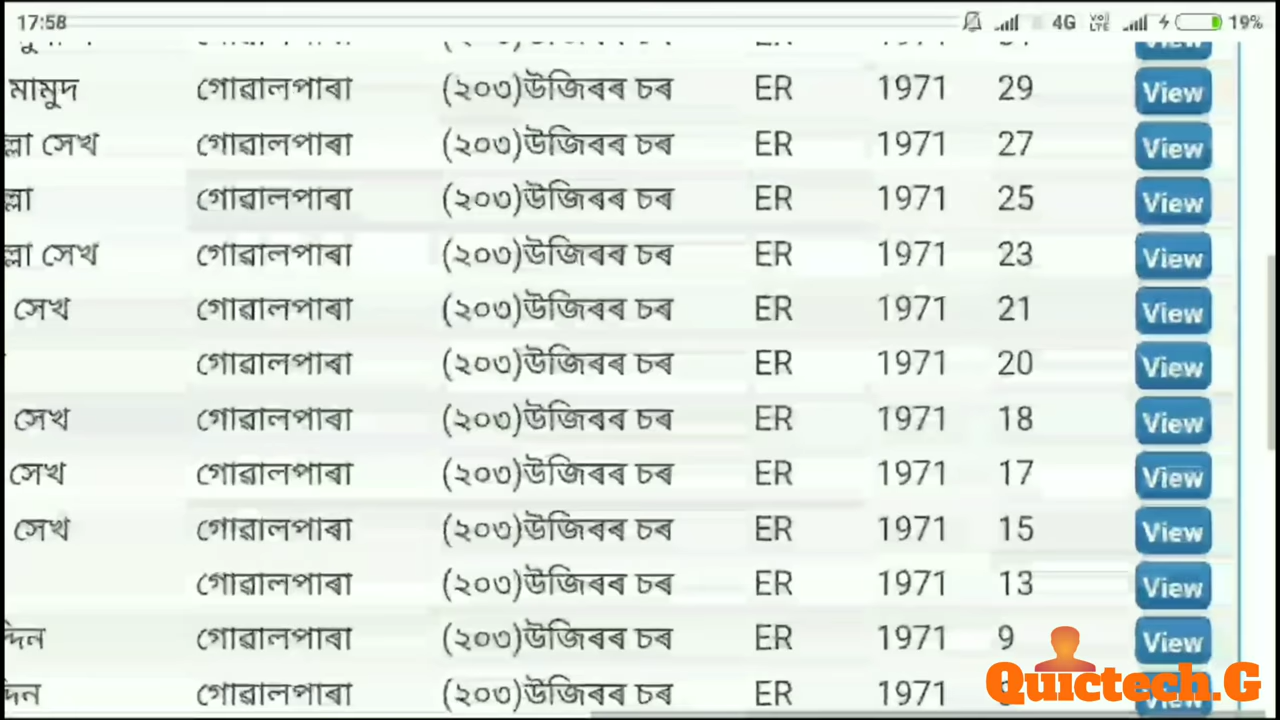 17:58 4G VoLTE 19%
মামুদ গোৱালপাৰা (২০৩)উজিৰৰ চৰ ER 1971 29 View
ল্লা সেখ গোৱালপাৰা (২০৩)উজিৰৰ চৰ ER 1971 27 View
ল্লা গোৱালপাৰা (২০৩)উজিৰৰ চৰ ER 1971 25 View
ল্লা সেখ গোৱালপাৰা (২০৩)উজিৰৰ চৰ ER 1971 23 View
সেখ গোৱালপাৰা (২০৩)উজিৰৰ চৰ ER 1971 21 View
গোৱালপাৰা (২০৩)উজিৰৰ চৰ ER 1971 20 View
সেখ গোৱালপাৰা (২০৩)উজিৰৰ চৰ ER 1971 18 View
সেখ গোৱালপাৰা (২০৩)উজিৰৰ চৰ ER 1971 17 View
সেখ গোৱালপাৰা (২০৩)উজিৰৰ চৰ ER 1971 15 View
গোৱালপাৰা (২০৩)উজিৰৰ চৰ ER 1971 13 View
দ্দিন গোৱালপাৰা (২০৩)উজিৰৰ চৰ ER 1971 9 View
গোৱালপাৰা (২০৩)উজিৰৰ চৰ ER 1971 View
Quictech.G